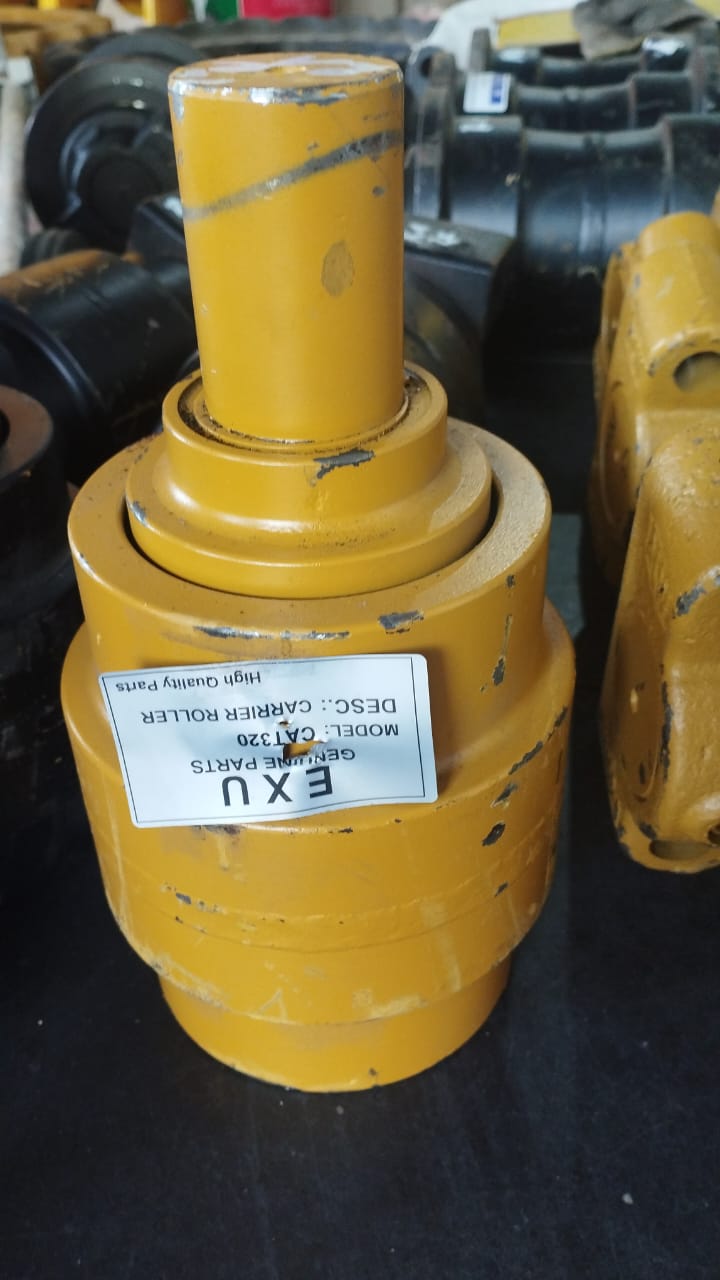 EXU
GENUINE PARTS
MODEL: CAT320
DESC.: CARRIER ROLLER
High Quality Parts